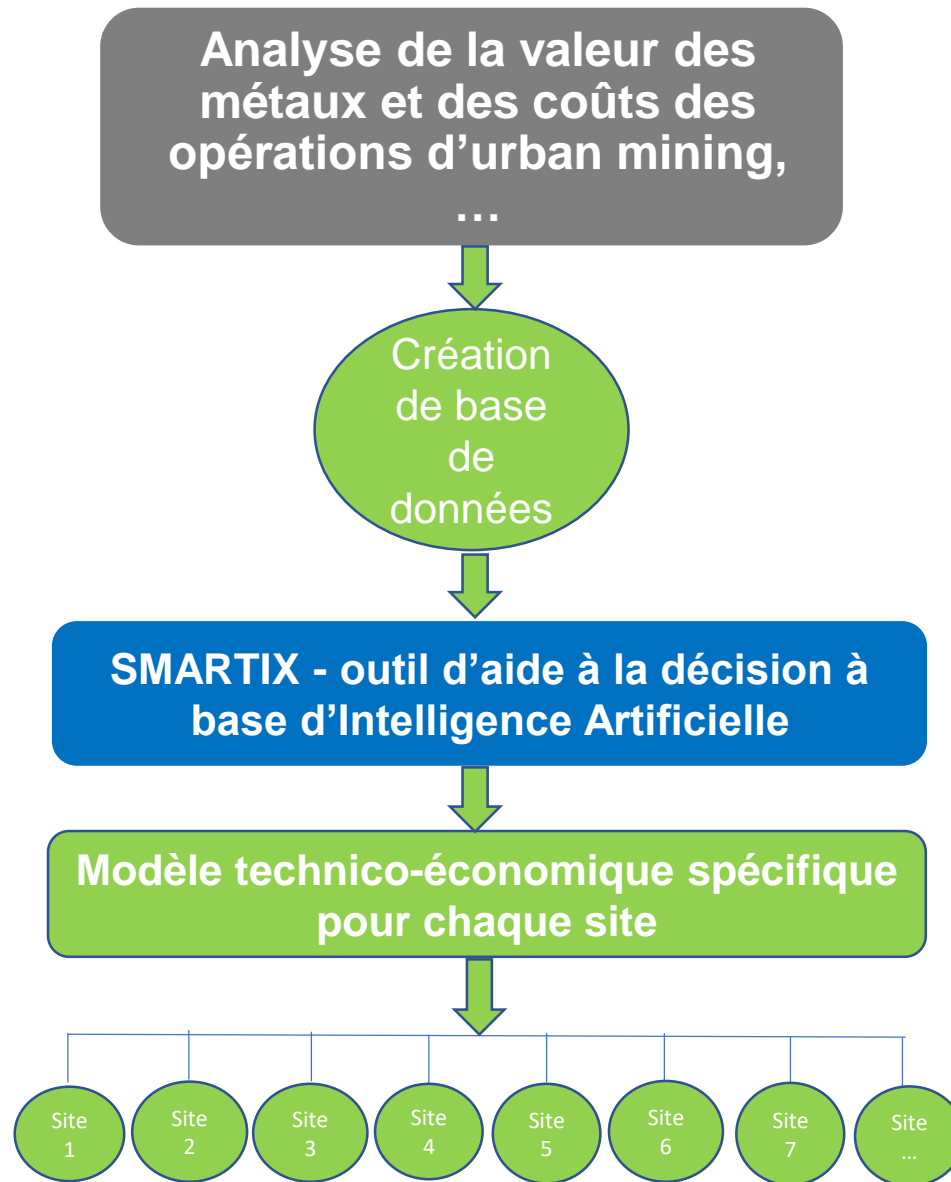 Analyse de la valeur des
métaux et des coûts des
opérations d’urban mining,
…
Création
de base
de
données
SMARTIX - outil d’aide à la décision à
base d’Intelligence Artificielle
Modèle technico-économique spécifique
pour chaque site
Site
1
Site
2
Site
3
Site
4
Site
5
Site
6
Site
7
Site
…